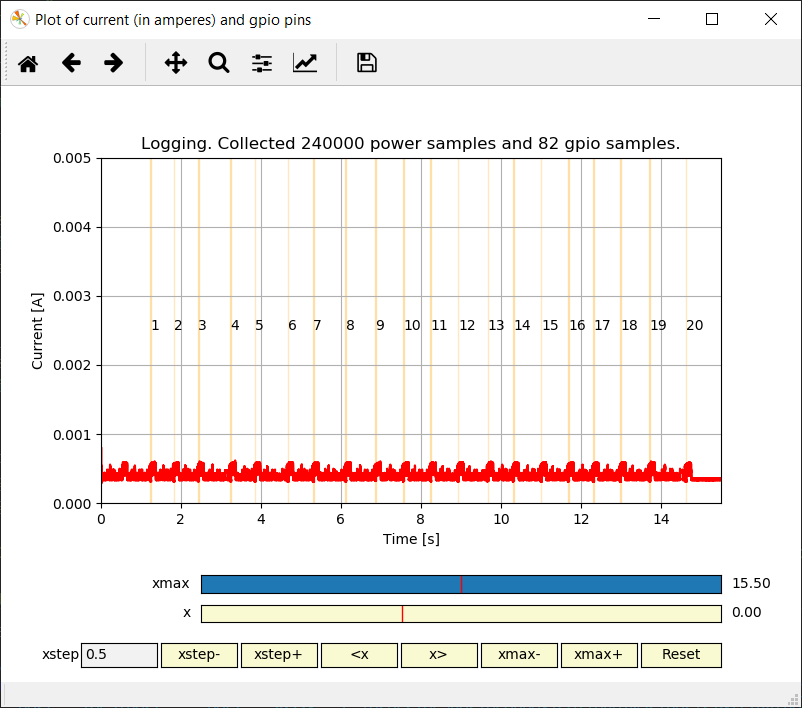 Plot of current (in amperes) and gpio pins
Logging. Collected 240000 power samples and 82 gpio samples.
0.005
0.004
0.003
0.002
0.001
0.000
Current [A]
1 2 3 4 5 6 7 8 9 10 11 12 13 14 15 16 17 18 19 20
0 2 4 6 8 10 12 14
Time [s]
xmax 15.50
x 0.00
xstep 0.5 xstep- xstep+ <x x> xmax- xmax+ Reset